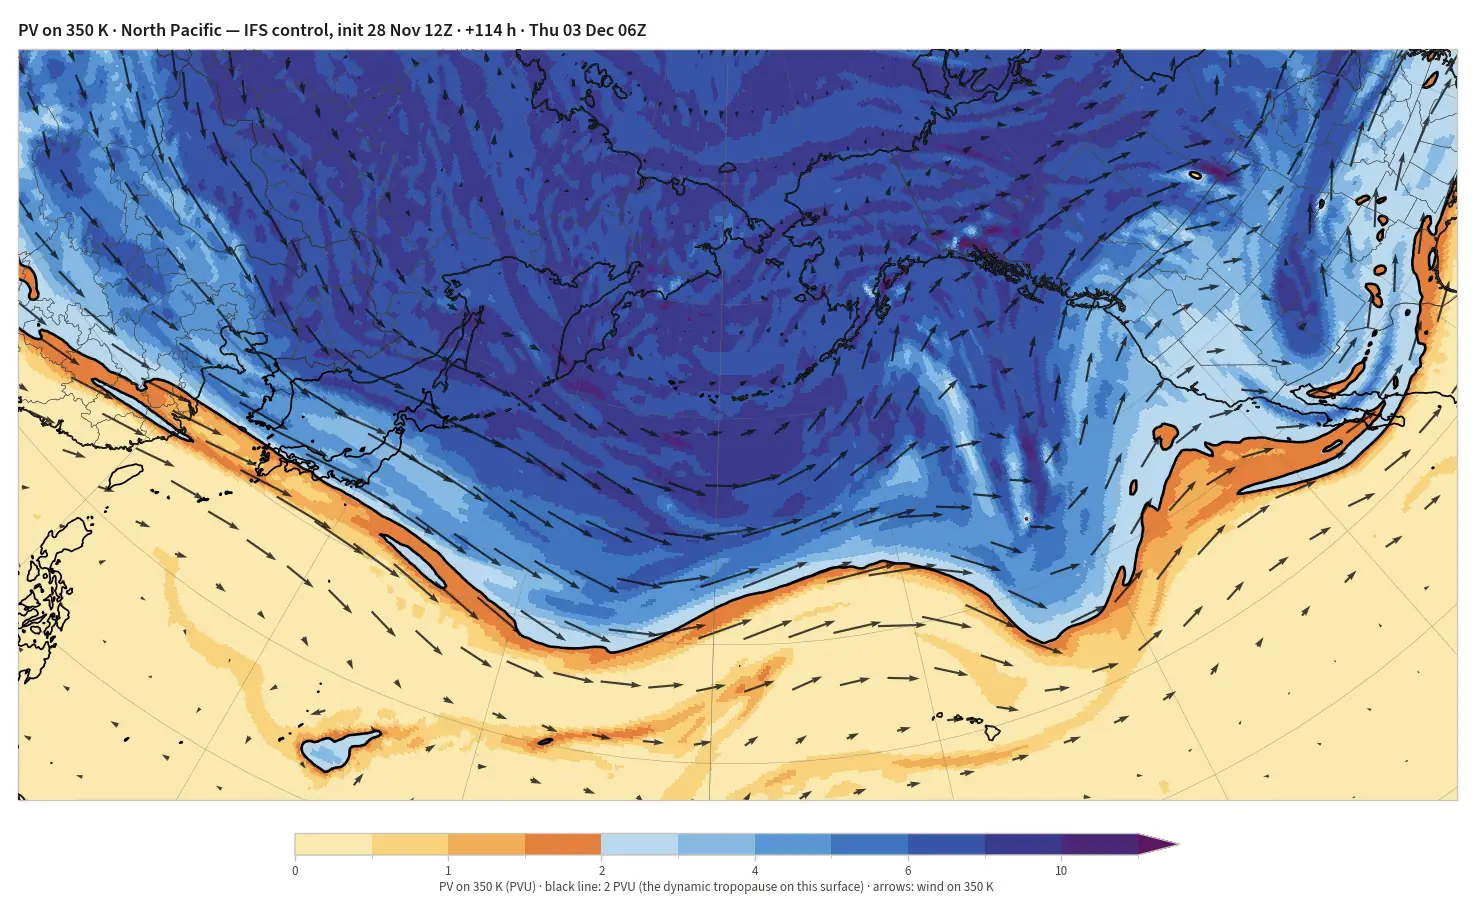 PV on 350 K · North Pacific — IFS control, init 28 Nov 12Z · +114 h · Thu 03 Dec 06Z
0 1 2 4 6 10
PV on 350 K (PVU) · black line: 2 PVU (the dynamic tropopause on this surface) · arrows: wind on 350 K